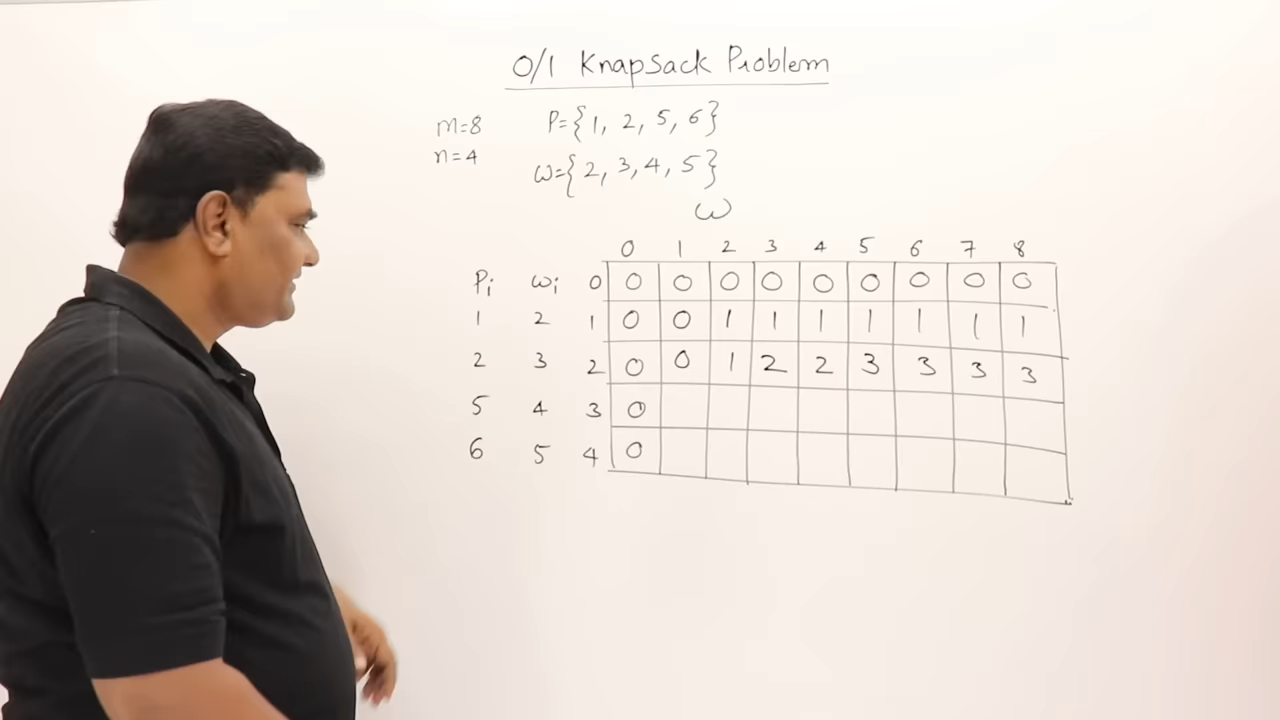 0/1 Knapsack Problem
m=8 P={1, 2, 5, 6}
n=4 w={2, 3, 4, 5}
w
0 1 2 3 4 5 6 7 8
Pi wi 0 0 0 0 0 0 0 0 0 0
1 2 1 0 0 1 1 1 1 1 1 1
2 3 2 0 0 1 2 2 3 3 3 3
5 4 3 0
6 5 4 0